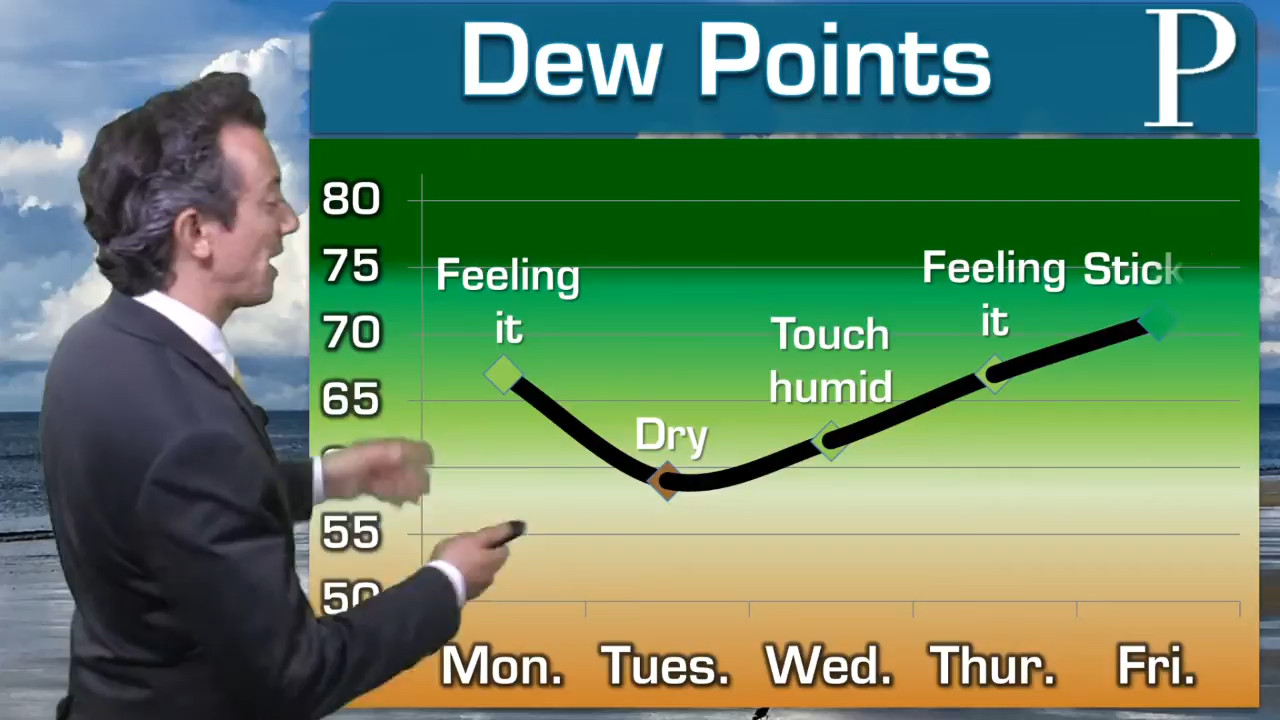 Dew Points
P
80
75
70
65
55
50
Feeling
it
Dry
Touch
humid
Feeling
it
Stick
Mon. Tues. Wed. Thur. Fri.